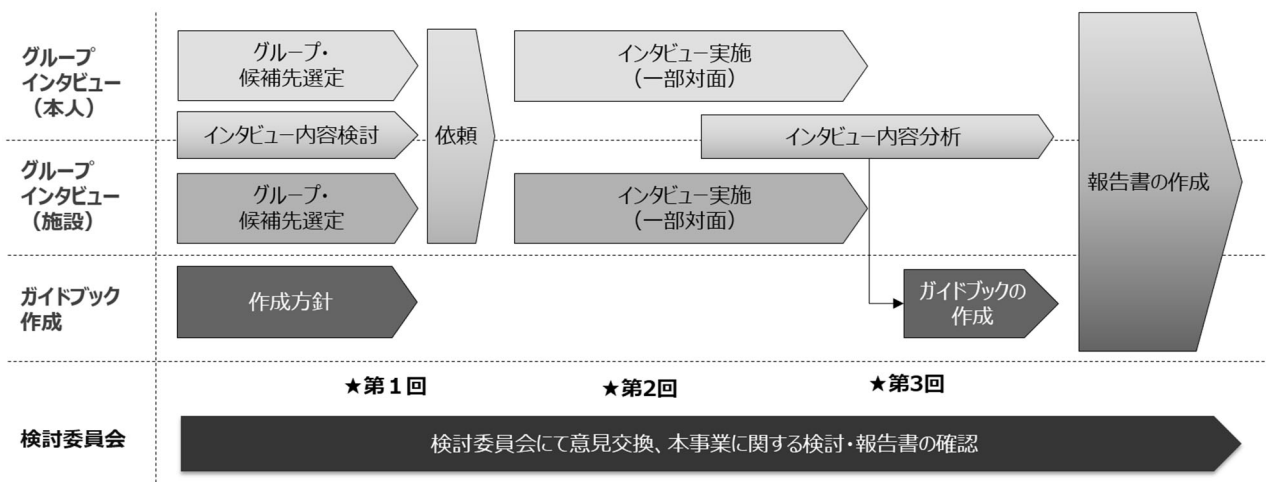 グループ
インタビュー
（本人）
グループ・
候補先選定
インタビュー内容検討
依頼
インタビュー実施
（一部対面）
インタビュー内容分析
報告書の作成
グループ
インタビュー
（施設）
グループ・
候補先選定
インタビュー実施
（一部対面）
ガイドブック
作成
作成方針
ガイドブックの
作成
★第１回
★第2回
★第3回
検討委員会
検討委員会にて意見交換、本事業に関する検討・報告書の確認